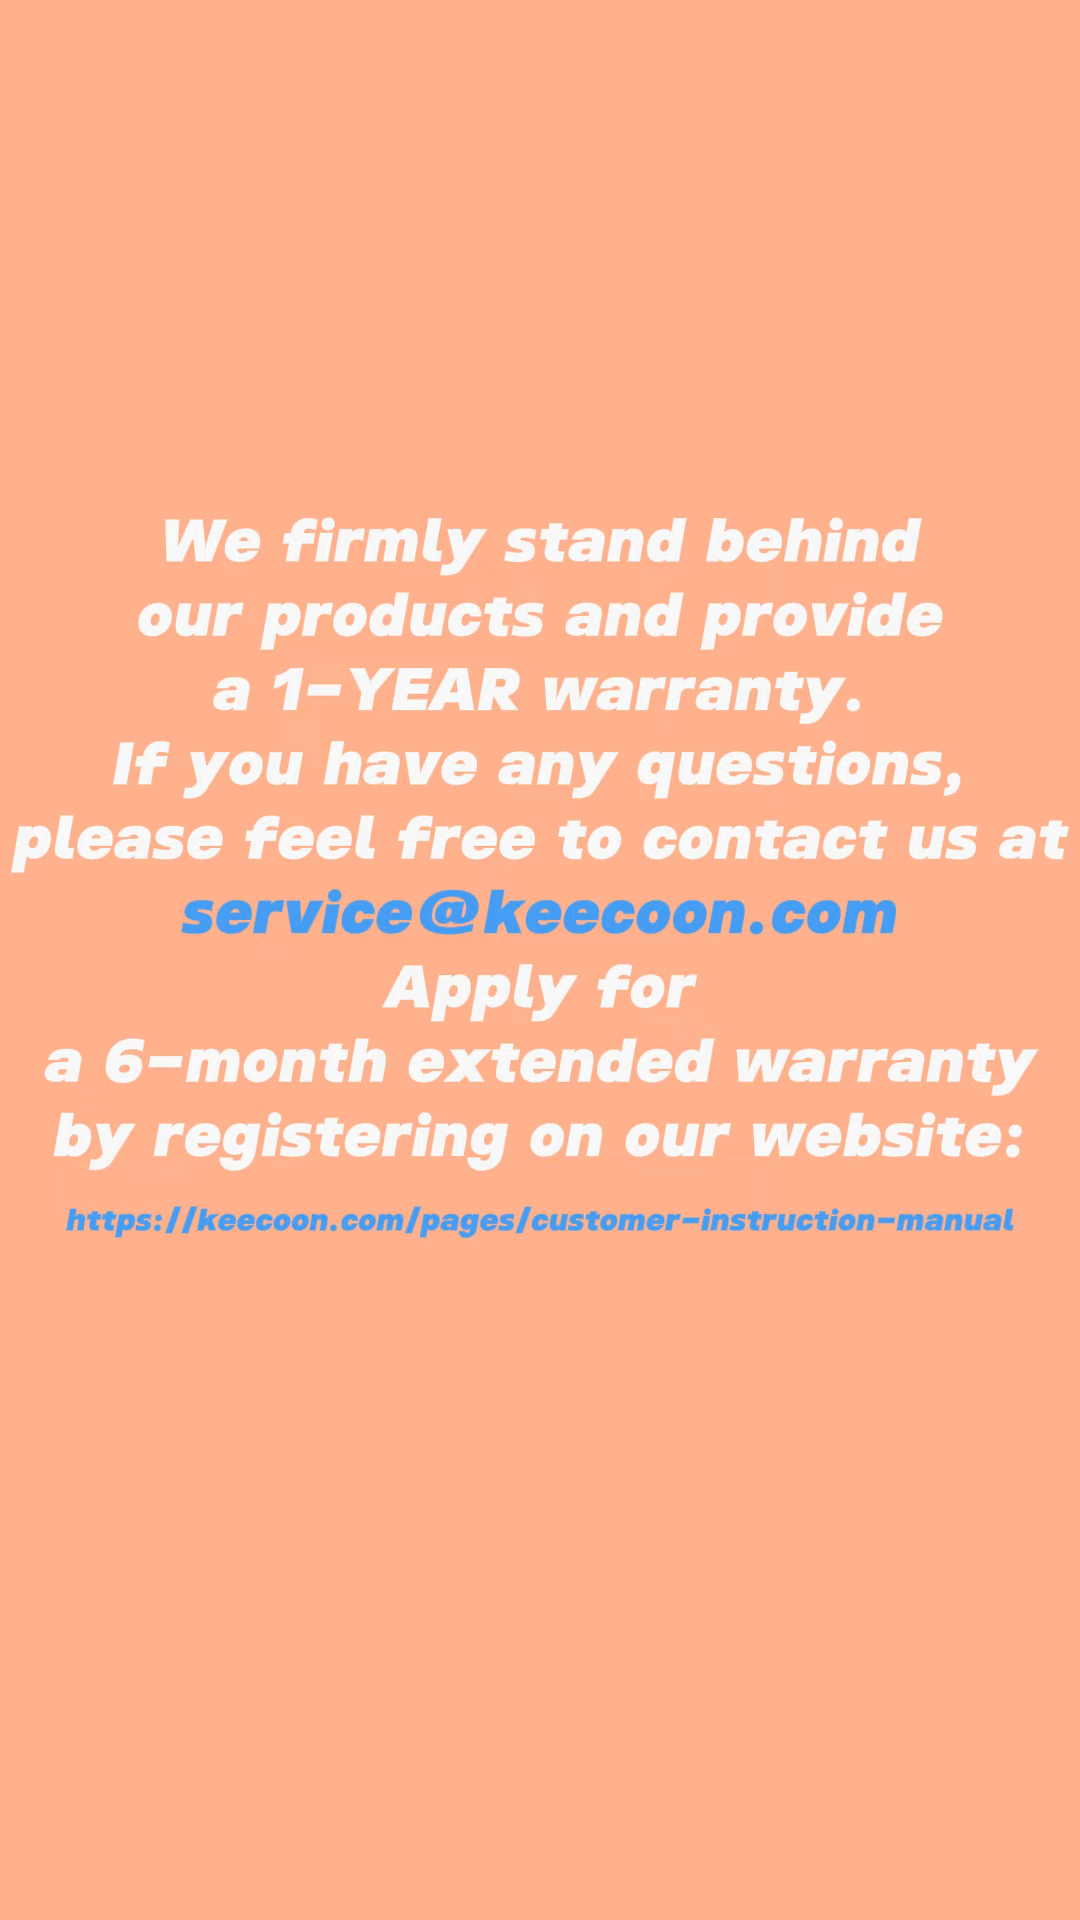 We firmly stand behind
our products and provide
a 1-YEAR warranty.
If you have any questions,
please feel free to contact us at
service@keecoon.com
Apply for
a 6-month extended warranty
by registering on our website:
https://keecoon.com/pages/customer-instruction-manual